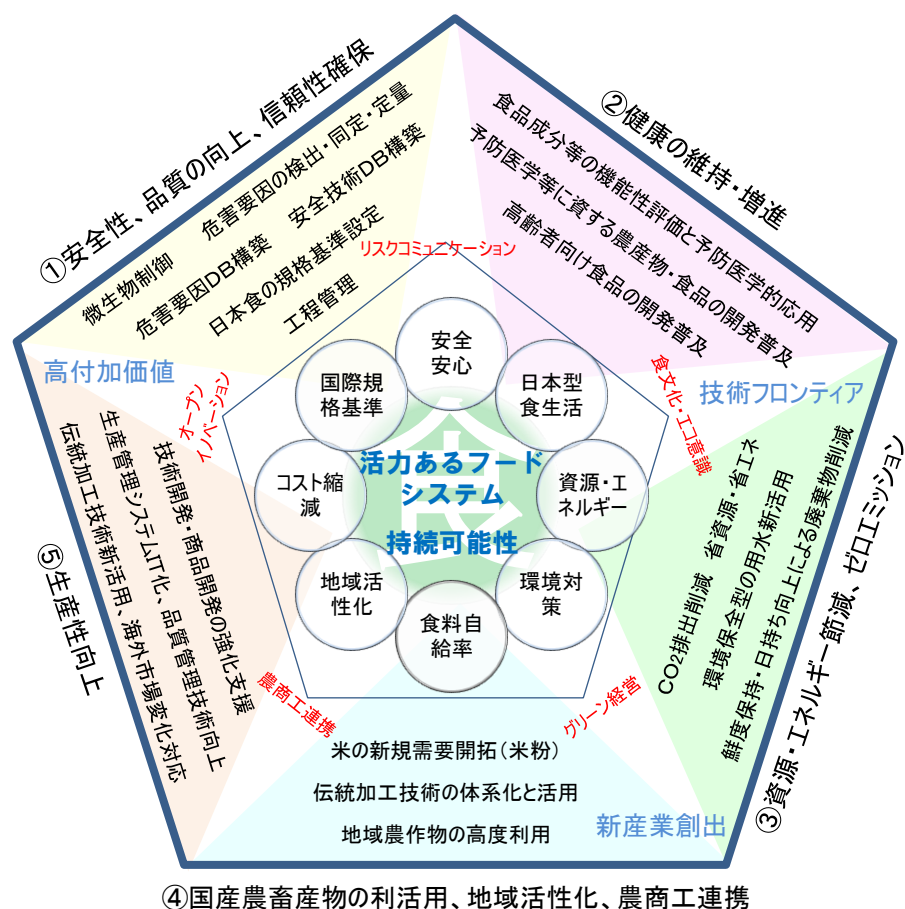 ①安全性、品質の向上、信頼性確保
危害要因の検出・同定・定量
微生物制御
安全技術DB構築
危害要因DB構築
日本食の規格基準設定
工程管理
②健康の維持・増進
食品成分等の機能性評価と予防医学的応用
予防医学等に資する農産物・食品の開発普及
高齢者向け食品の開発普及
リスクコミュニケーション
高付加価値
技術フロンティア
オープン
イノベーション
食文化・エコ意識
安全
安心
国際規
格基準
日本型
食生活
コスト縮
減
資源・エ
ネルギー
食
活力あるフード
システム
持続可能性
地域活
性化
環境対
策
食料自
給率
③資源・エネルギー節減、ゼロエミッション
CO2排出削減　省資源・省エネ
環境保全型の用水新活用
鮮度保持・日持ち向上による廃棄物削減
⑤生産性向上
技術開発・商品開発の強化支援
生産管理システムIT化、品質管理技術向上
伝統加工技術新活用、海外市場変化対応
農商工連携
グリーン経営
米の新規需要開拓（米粉）
伝統加工技術の体系化と活用
地域農作物の高度利用
新産業創出
④国産農畜産物の利活用、地域活性化、農商工連携